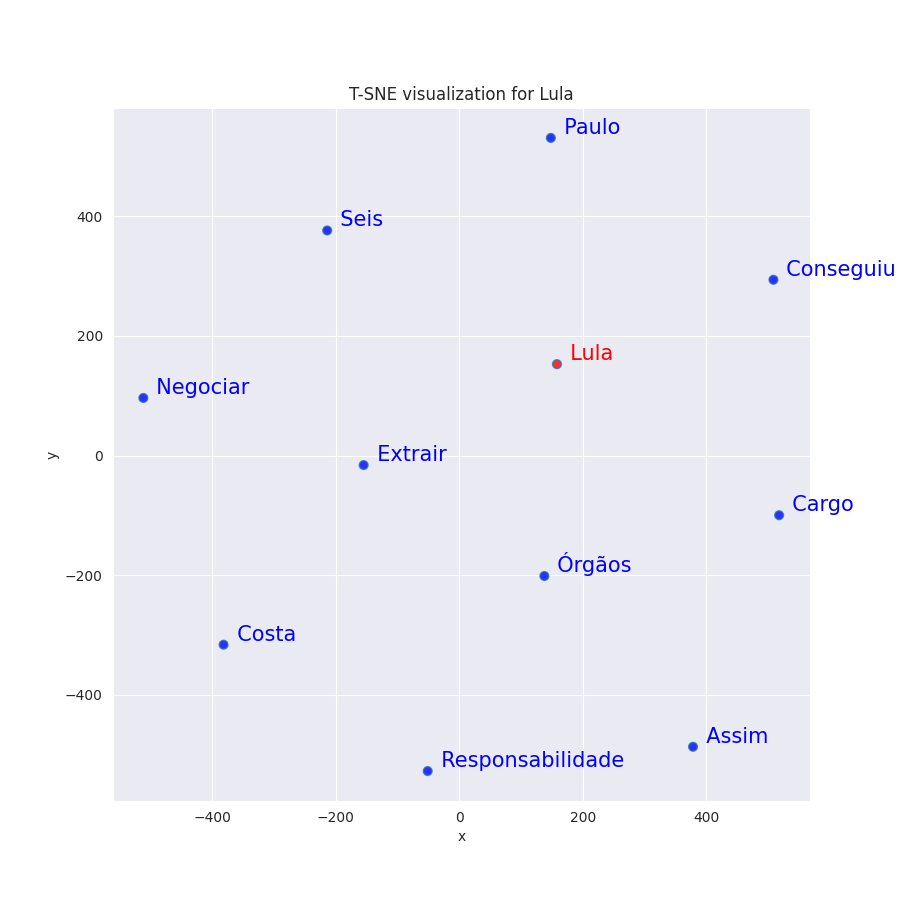 T-SNE visualization for Lula
Paulo
Seis
Conseguiu
Lula
Negociar
Extrair
Cargo
Órgãos
Costa
Assim
Responsabilidade
400
200
0
−200
−400
y
−400 −200 0 200 400
x